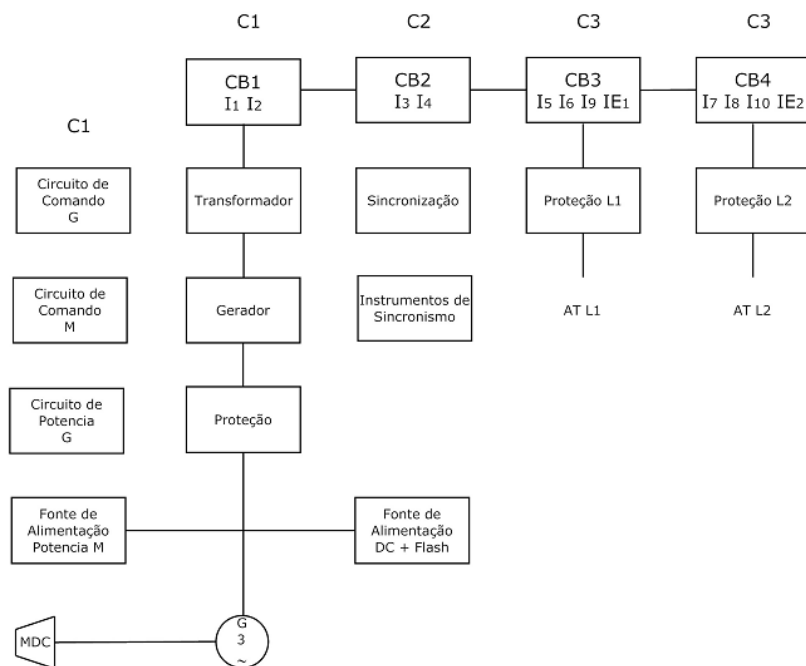 C1
C2
C3
C3
CB1
I1 I2
CB2
I3 I4
CB3
I5 I6 I9 IE1
CB4
I7 I8 I10 IE2
C1
Circuito de
Comando
G
Transformador
Sincronização
Proteção L1
Proteção L2
Circuito de
Comando
M
Gerador
Instrumentos de
Sincronismo
AT L1
AT L2
Circuito de
Potencia
G
Proteção
Fonte de
Alimentação
Potencia M
Fonte de
Alimentação
DC + Flash
MDC
G
3
~